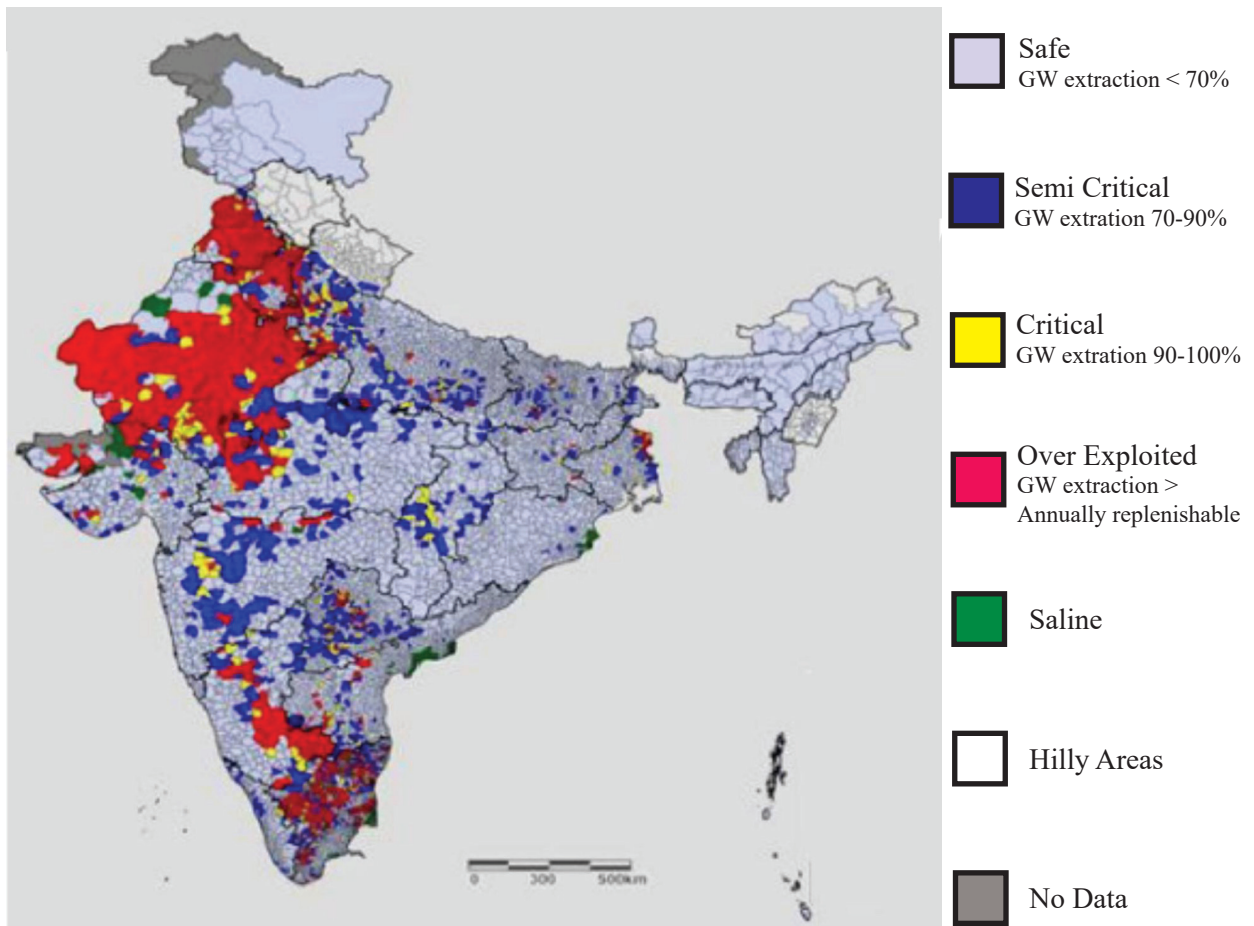 Safe
GW extraction < 70%
Semi Critical
GW extration 70-90%
Critical
GW extration 90-100%
Over Exploited
GW extraction >
Annually replenishable
Saline
Hilly Areas
No Data
0 300 500km